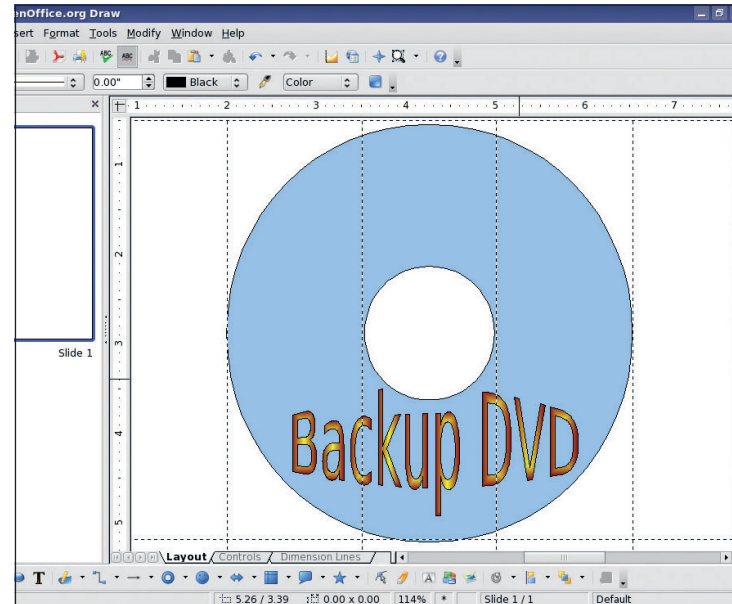 enOffice.org Draw
sert Format Tools Modify Window Help
ABC ABC
0.00" Black Color
1 2 3 4 5 6 7
1
2
3
4
5
Slide 1
Backup DVD
Layout Controls Dimension Lines
T A
5.26 / 3.39 0.00 x 0.00 114% * Slide 1 / 1 Default